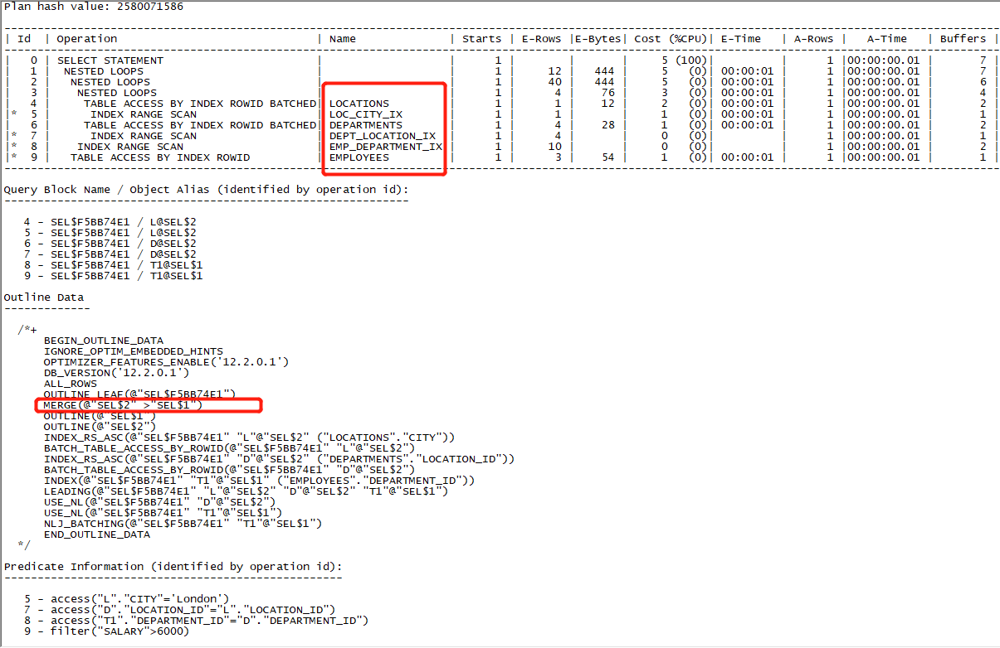 Plan hash value: 2580071586
---------------------------------------------------------------------------------------------------------------------------------------------------
| Id  | Operation                              | Name              | Starts | E-Rows |E-Bytes| Cost (%CPU)| E-Time   | A-Rows |   A-Time   | Buffers |
---------------------------------------------------------------------------------------------------------------------------------------------------
|   0 | SELECT STATEMENT                       |                   |      1 |        |       |     5 (100)|          |      1 |00:00:00.01 |       7 |
|   1 |  NESTED LOOPS                          |                   |      1 |     12 |   444 |     5   (0)| 00:00:01 |      1 |00:00:00.01 |       7 |
|   2 |   NESTED LOOPS                         |                   |      1 |     40 |   444 |     5   (0)| 00:00:01 |      1 |00:00:00.01 |       6 |
|   3 |    NESTED LOOPS                        |                   |      1 |      4 |    76 |     3   (0)| 00:00:01 |      1 |00:00:00.01 |       4 |
|   4 |     TABLE ACCESS BY INDEX ROWID BATCHED| LOCATIONS         |      1 |      1 |    12 |     2   (0)| 00:00:01 |      1 |00:00:00.01 |       2 |
|*  5 |      INDEX RANGE SCAN                  | LOC_CITY_IX       |      1 |      1 |       |     1   (0)| 00:00:01 |      1 |00:00:00.01 |       1 |
|   6 |     TABLE ACCESS BY INDEX ROWID BATCHED| DEPARTMENTS       |      1 |      4 |    28 |     1   (0)| 00:00:01 |      1 |00:00:00.01 |       2 |
|*  7 |      INDEX RANGE SCAN                  | DEPT_LOCATION_IX  |      1 |      4 |       |     0   (0)|          |      1 |00:00:00.01 |       1 |
|*  8 |    INDEX RANGE SCAN                    | EMP_DEPARTMENT_IX |      1 |     10 |       |     0   (0)|          |      1 |00:00:00.01 |       2 |
|*  9 |   TABLE ACCESS BY INDEX ROWID          | EMPLOYEES         |      1 |      3 |    54 |     1   (0)| 00:00:01 |      1 |00:00:00.01 |       1 |
---------------------------------------------------------------------------------------------------------------------------------------------------
Query Block Name / Object Alias (identified by operation id):
-------------------------------------------------------------
4 - SEL$F5BB74E1 / L@SEL$2
5 - SEL$F5BB74E1 / L@SEL$2
6 - SEL$F5BB74E1 / D@SEL$2
7 - SEL$F5BB74E1 / D@SEL$2
8 - SEL$F5BB74E1 / T1@SEL$1
9 - SEL$F5BB74E1 / T1@SEL$1
Outline Data
-------------
/*+
BEGIN_OUTLINE_DATA
IGNORE_OPTIM_EMBEDDED_HINTS
OPTIMIZER_FEATURES_ENABLE('12.2.0.1')
DB_VERSION('12.2.0.1')
ALL_ROWS
OUTLINE_LEAF(@"SEL$F5BB74E1")
MERGE(@"SEL$2" >"SEL$1")
OUTLINE(@"SEL$1")
OUTLINE(@"SEL$2")
INDEX_RS_ASC(@"SEL$F5BB74E1" "L"@"SEL$2" ("LOCATIONS"."CITY"))
BATCH_TABLE_ACCESS_BY_ROWID(@"SEL$F5BB74E1" "L"@"SEL$2")
INDEX_RS_ASC(@"SEL$F5BB74E1" "D"@"SEL$2" ("DEPARTMENTS"."LOCATION_ID"))
BATCH_TABLE_ACCESS_BY_ROWID(@"SEL$F5BB74E1" "D"@"SEL$2")
INDEX(@"SEL$F5BB74E1" "T1"@"SEL$1" ("EMPLOYEES"."DEPARTMENT_ID"))
LEADING(@"SEL$F5BB74E1" "L"@"SEL$2" "D"@"SEL$2" "T1"@"SEL$1")
USE_NL(@"SEL$F5BB74E1" "D"@"SEL$2")
USE_NL(@"SEL$F5BB74E1" "T1"@"SEL$1")
NLJ_BATCHING(@"SEL$F5BB74E1" "T1"@"SEL$1")
END_OUTLINE_DATA
*/
Predicate Information (identified by operation id):
---------------------------------------------------
5 - access("L"."CITY"='London')
7 - access("D"."LOCATION_ID"="L"."LOCATION_ID")
8 - access("T1"."DEPARTMENT_ID"="D"."DEPARTMENT_ID")
9 - filter("SALARY">6000)